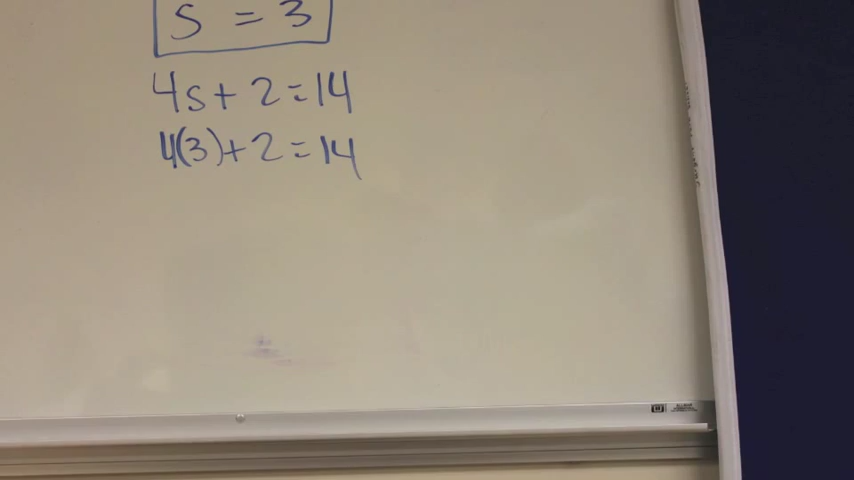 s = 3
4s + 2 = 14
4(3) + 2 = 14